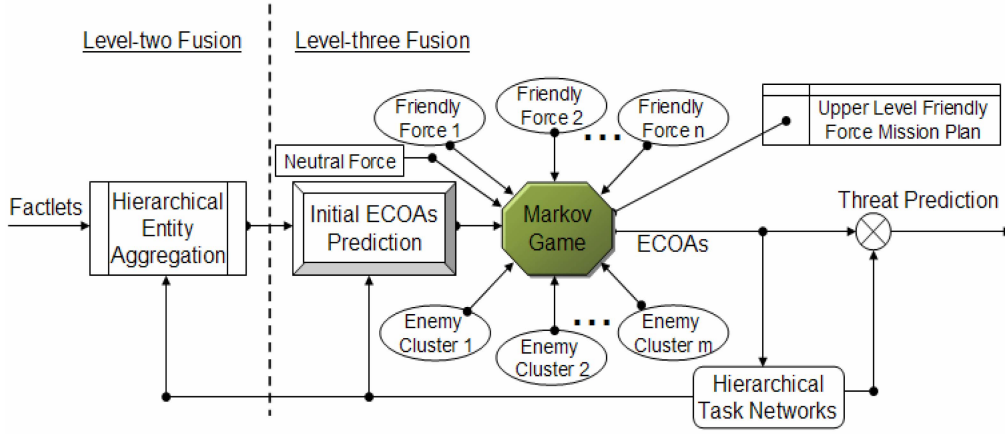 Level-two Fusion
Level-three Fusion
Friendly
Force 1
Friendly
Force 2
...
Friendly
Force n
Upper Level Friendly
Force Mission Plan
Neutral Force
Factlets
Hierarchical
Entity
Aggregation
Initial ECOAs
Prediction
Markov
Game
ECOAs
Threat Prediction
Enemy
Cluster 1
Enemy
Cluster 2
...
Enemy
Cluster m
Hierarchical
Task Networks